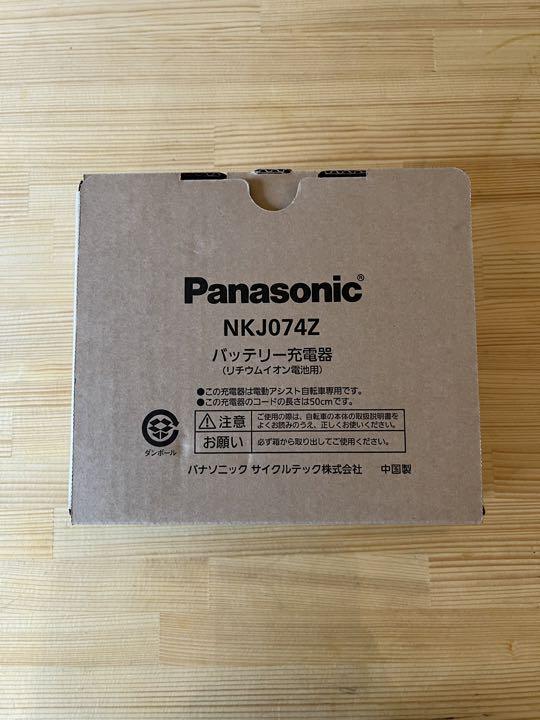 Panasonic®
NKJ074Z
バッテリー充電器
(リチウムイオン電池用)
●この充電器は電動アシスト自転車専用です。
●この充電器のコードの長さは50cmです。
注意 ご使用の際は、自転車の本体の取扱説明書を
よくお読みのうえ、正しくお使いください。
お願い 必ず箱から取り出してご使用ください。
ダンボール
パナソニック サイクルテック株式会社 中国製